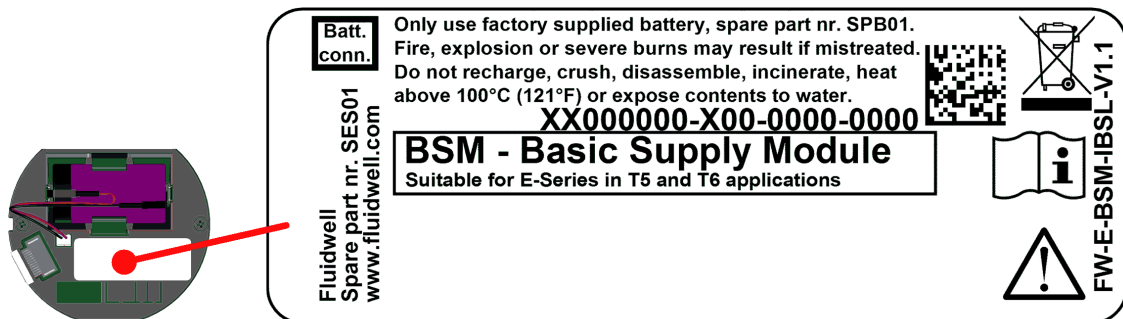 Batt.
conn.
Only use factory supplied battery, spare part nr. SPB01.
Fire, explosion or severe burns may result if mistreated.
Do not recharge, crush, disassemble, incinerate, heat
above 100°C (121°F) or expose contents to water.
XX000000-X00-0000-0000
BSM - Basic Supply Module
Suitable for E-Series in T5 and T6 applications
Fluidwell
Spare part nr. SES01
www.fluidwell.com
i
FW-E-BSM-IBSL-V1.1